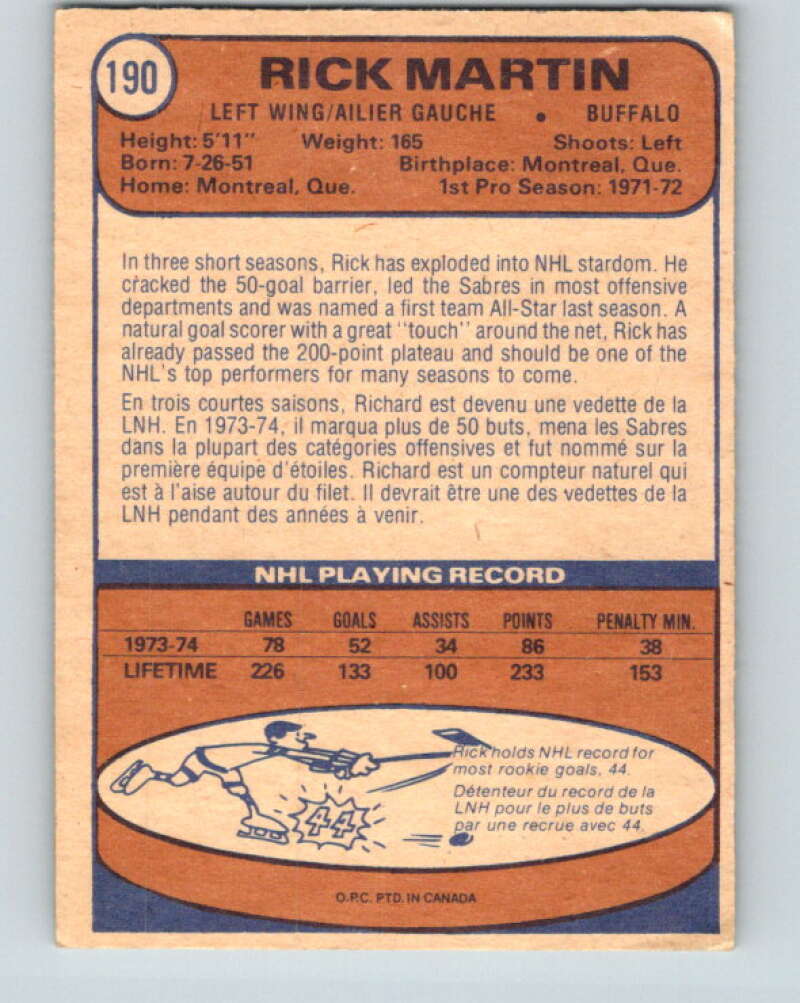 190
RICK MARTIN
LEFT WING/AILIER GAUCHE • BUFFALO
Height: 5'11" Weight: 165 Shoots: Left
Born: 7-26-51 Birthplace: Montreal, Que.
Home: Montreal, Que. 1st Pro Season: 1971-72
In three short seasons, Rick has exploded into NHL stardom. He
cracked the 50-goal barrier, led the Sabres in most offensive
departments and was named a first team All-Star last season. A
natural goal scorer with a great "touch" around the net, Rick has
already passed the 200-point plateau and should be one of the
NHL's top performers for many seasons to come.
En trois courtes saisons, Richard est devenu une vedette de la
LNH. En 1973-74, il marqua plus de 50 buts, mena les Sabres
dans la plupart des catégories offensives et fut nommé sur la
première équipe d'étoiles. Richard est un compteur naturel qui
est à l'aise autour du filet. Il devrait être une des vedettes de la
LNH pendant des années à venir.
NHL PLAYING RECORD
GAMES GOALS ASSISTS POINTS PENALTY MIN.
1973-74 78 52 34 86 38
LIFETIME 226 133 100 233 153
Rick holds NHL record for
most rookie goals, 44.
Détenteur du record de la
LNH pour le plus de buts
par une recrue avec 44.
44
O.P.C. PTD. IN CANADA